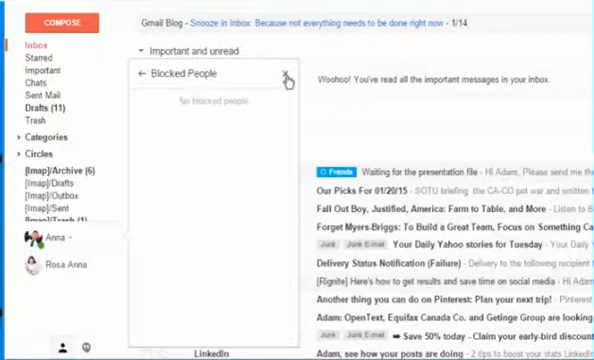 COMPOSE
Gmail Blog - Snooze in Inbox: Because not everything needs to be done right now - 1/14
Inbox
Starred
Important
Chats
Sent Mail
Drafts (11)
Trash
Categories
Circles
[Imap]/Archive (6)
[Imap]/Drafts
[Imap]/Outbox
[Imap]/Sent
[Imap]/Trash (1)
Anna
Rosa Anna
Important and unread
Blocked People
No blocked people
Woohoo! You've read all the important messages in your inbox.
Friends Waiting for the presentation file - Hi Adam, Please send me the
Our Picks For 01/20/15 - SOTU briefing, the CA-CO pot war and smitten
Fall Out Boy, Justified, America: Farm to Table, and More - Listen to B
Forget Myers-Briggs: To Build a Great Team, Focus on Something Ca
Junk Junk E-mail Your Daily Yahoo stories for Tuesday - Your Daily Y
Delivery Status Notification (Failure) - Delivery to the following recipient
[Rignite] Here's how to get results and save time on social media - Hi Adam
Another thing you can do on Pinterest: Plan your next trip! - Pinterest
Adam: OpenText, Equifax Canada Co. and Getinge Group are looking
Junk Junk E-mail ➡ Save 50% today - Claim your early-bird discount
LinkedIn
Adam, see how your posts are doing - 2 tips to boost your stats LinkedIn